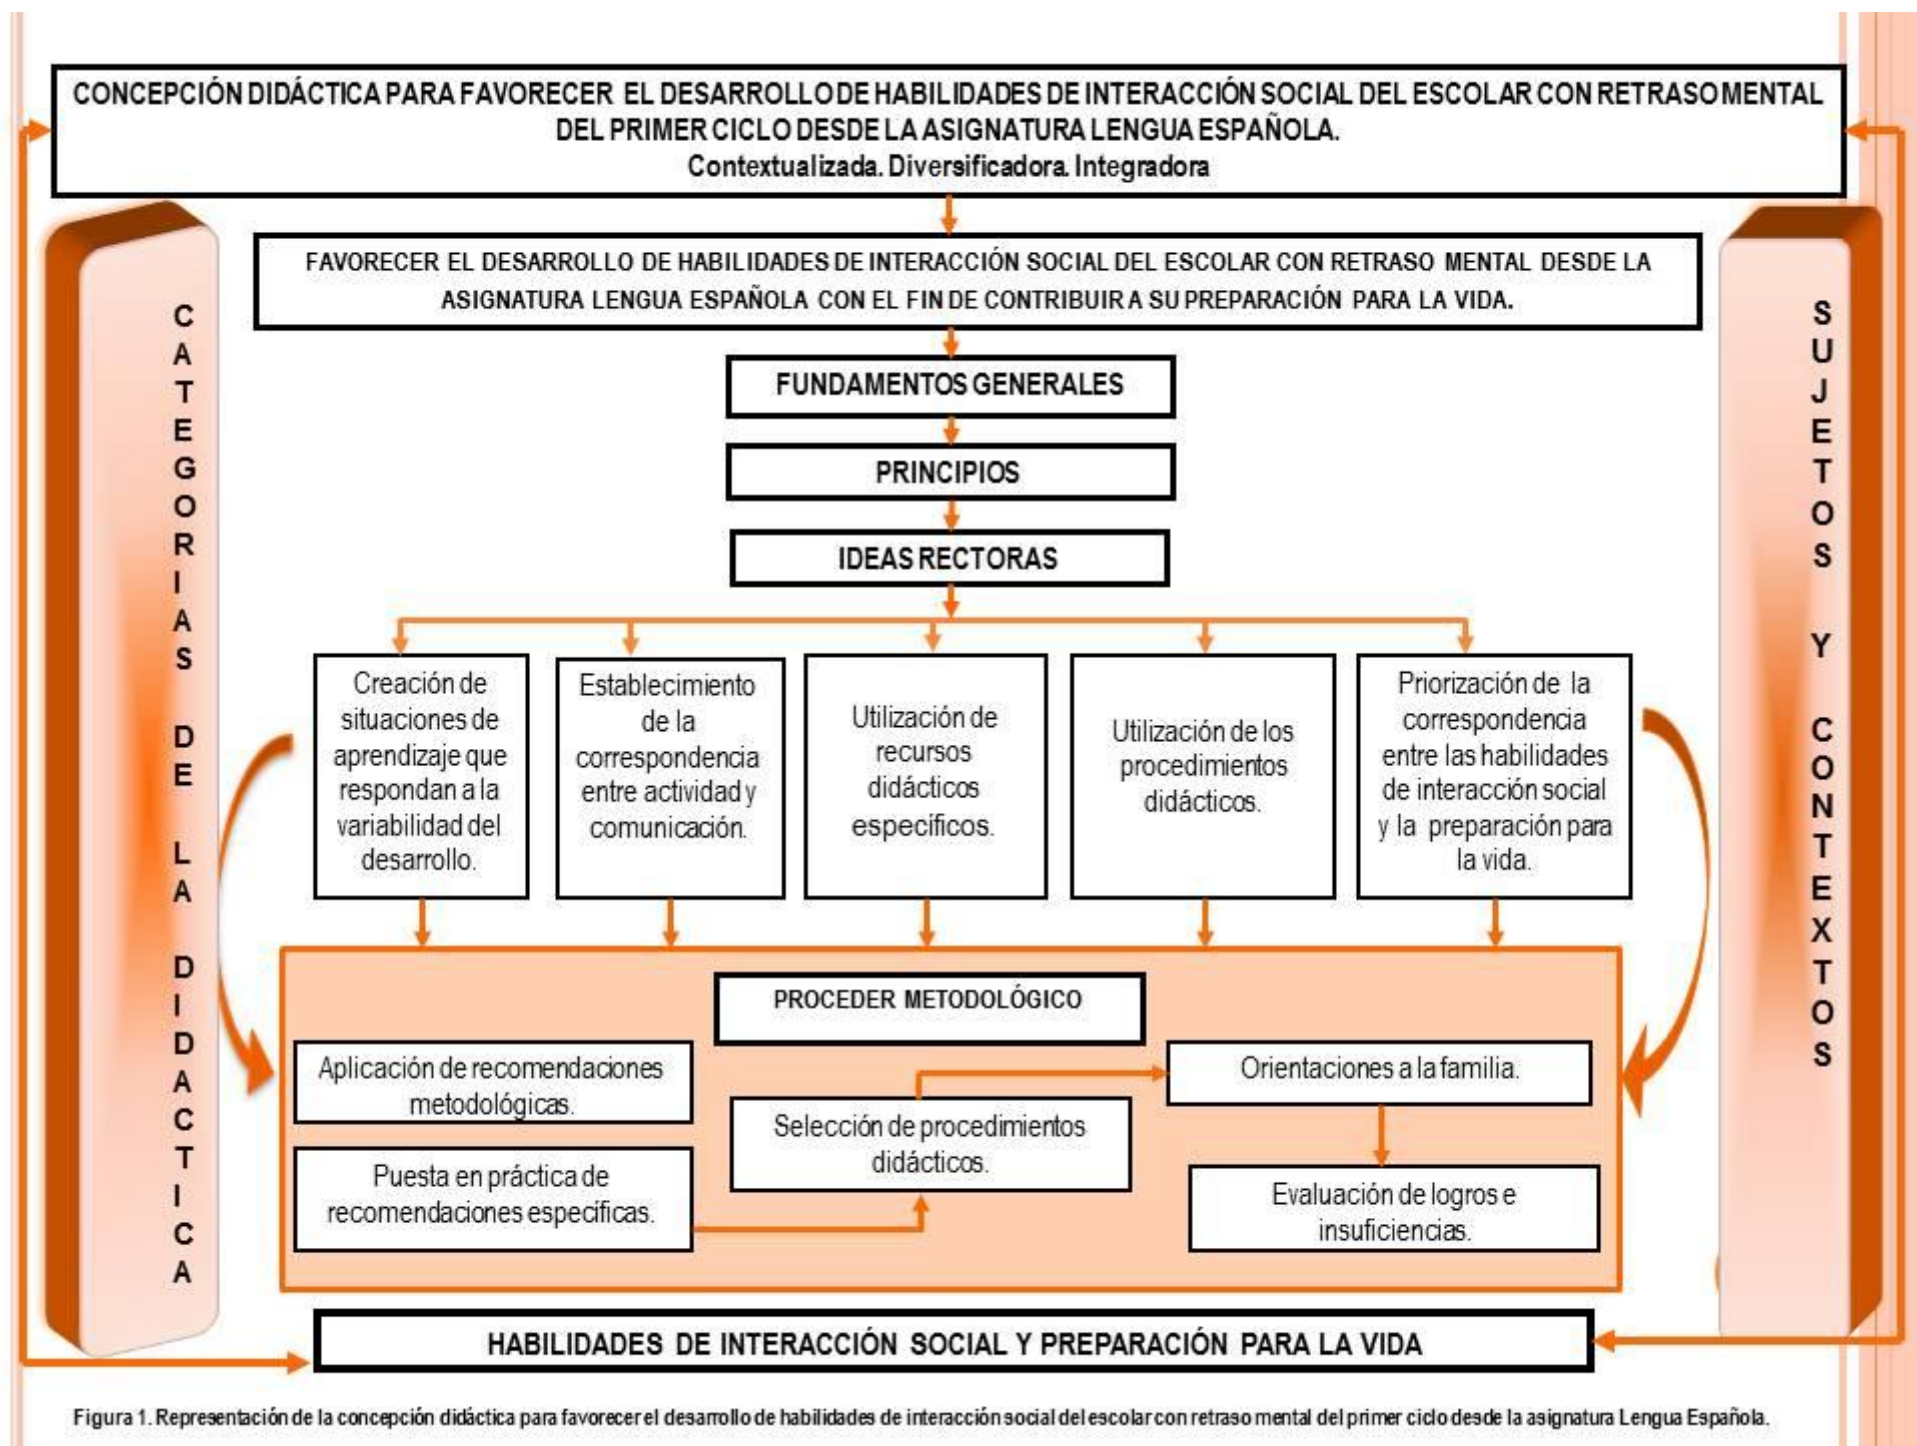 CONCEPCIÓN DIDÁCTICA PARA FAVORECER EL DESARROLLO DE HABILIDADES DE INTERACCIÓN SOCIAL DEL ESCOLAR CON RETRASO MENTAL
DEL PRIMER CICLO DESDE LA ASIGNATURA LENGUA ESPAÑOLA.
Contextualizada. Diversificadora. Integradora
FAVORECER EL DESARROLLO DE HABILIDADES DE INTERACCIÓN SOCIAL DEL ESCOLAR CON RETRASO MENTAL DESDE LA
ASIGNATURA LENGUA ESPAÑOLA CON EL FIN DE CONTRIBUIR A SU PREPARACIÓN PARA LA VIDA.
CATEGORIAS DE LA DIDACTICA
FUNDAMENTOS GENERALES
PRINCIPIOS
IDEAS RECTORAS
Creación de
situaciones de
aprendizaje que
respondan a la
variabilidad del
desarrollo.
Establecimiento
de la
correspondencia
entre actividad y
comunicación.
Utilización de
recursos
didácticos
específicos.
Utilización de los
procedimientos
didácticos.
Priorización de la
correspondencia
entre las habilidades
de interacción social
y la preparación para
la vida.
SUJETOS Y CONTEXTOS
PROCEDER METODOLÓGICO
Aplicación de recomendaciones
metodológicas.
Puesta en práctica de
recomendaciones específicas.
Selección de procedimientos
didácticos.
Orientaciones a la familia.
Evaluación de logros e
insuficiencias.
HABILIDADES DE INTERACCIÓN SOCIAL Y PREPARACIÓN PARA LA VIDA
Figura 1. Representación de la concepción didáctica para favorecer el desarrollo de habilidades de interacción social del escolar con retraso mental del primer ciclo desde la asignatura Lengua Española.